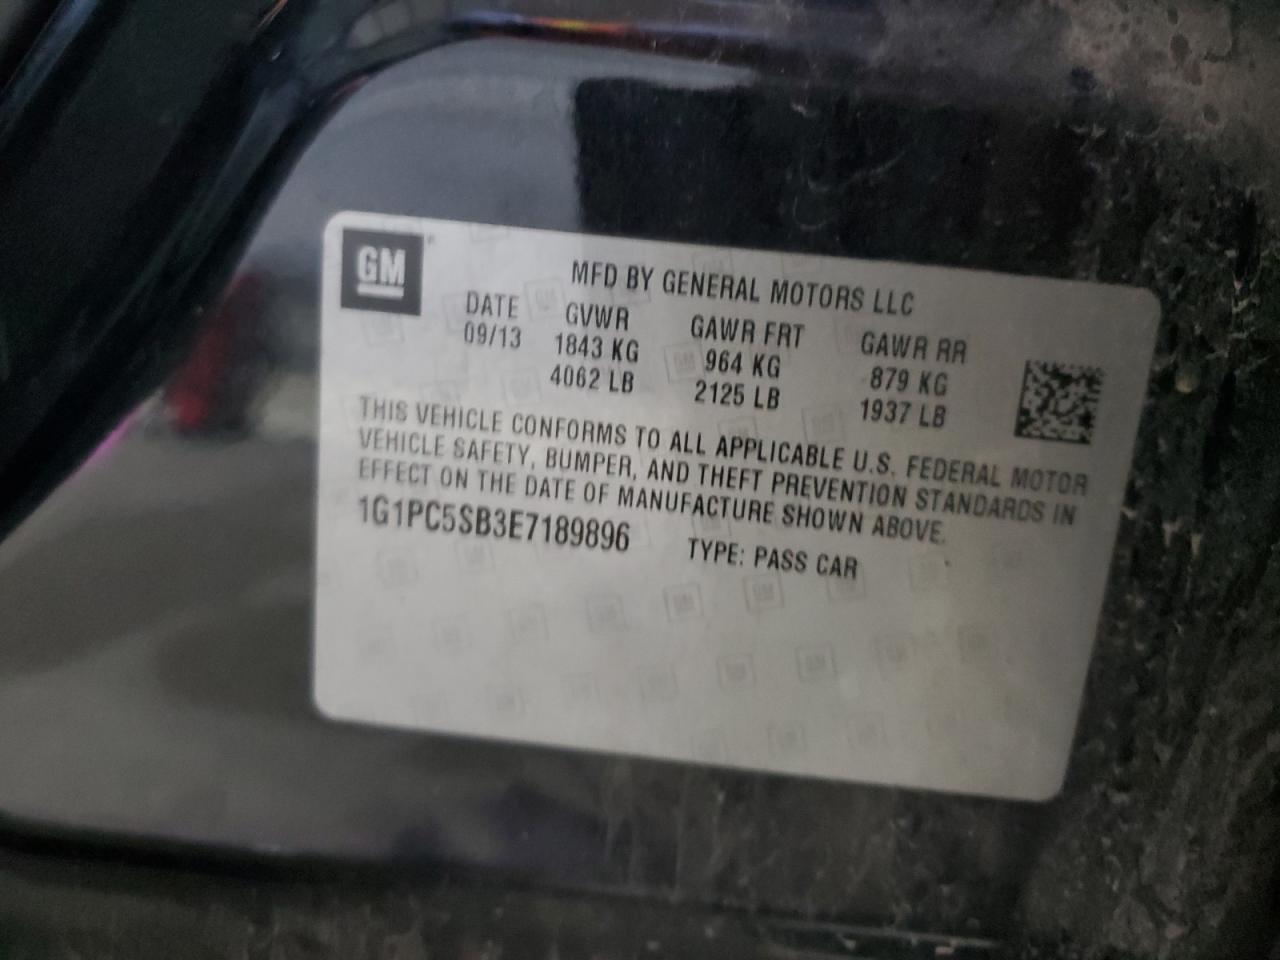 GM
MFD BY GENERAL MOTORS LLC
DATE GVWR GAWR FRT GAWR RR
09/13 1843 KG 964 KG 879 KG
4062 LB 2125 LB 1937 LB
THIS VEHICLE CONFORMS TO ALL APPLICABLE U.S. FEDERAL MOTOR
VEHICLE SAFETY, BUMPER, AND THEFT PREVENTION STANDARDS IN
EFFECT ON THE DATE OF MANUFACTURE SHOWN ABOVE.
1G1PC5SB3E7189896 TYPE: PASS CAR